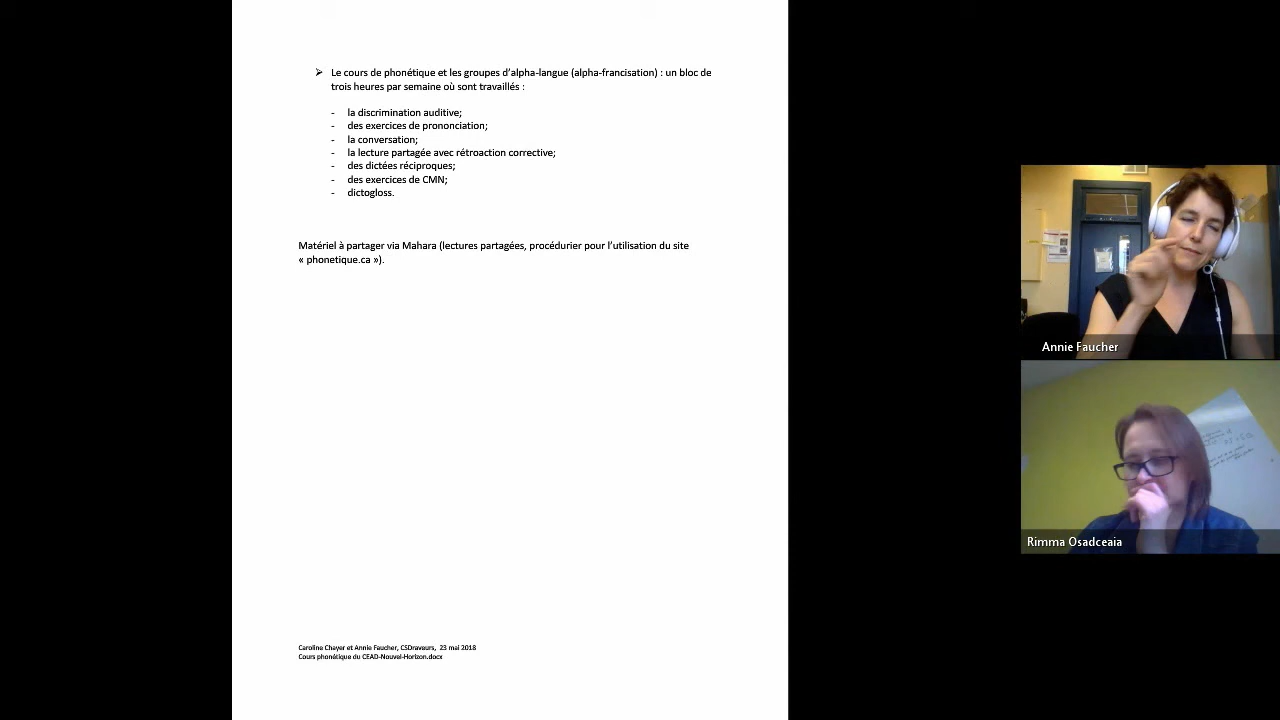 ➢ Le cours de phonétique et les groupes d'alpha-langue (alpha-francisation) : un bloc de
trois heures par semaine où sont travaillés :
- la discrimination auditive;
- des exercices de prononciation;
- la conversation;
- la lecture partagée avec rétroaction corrective;
- des dictées réciproques;
- des exercices de CMN;
- dictogloss.
Matériel à partager via Mahara (lectures partagées, procédurier pour l'utilisation du site
« phonetique.ca »).
Caroline Chayer et Annie Faucher, CSDraveurs, 23 mai 2018
Cours phonétique du CEAD-Nouvel-Horizon.docx
Annie Faucher
Rimma Osadceaia